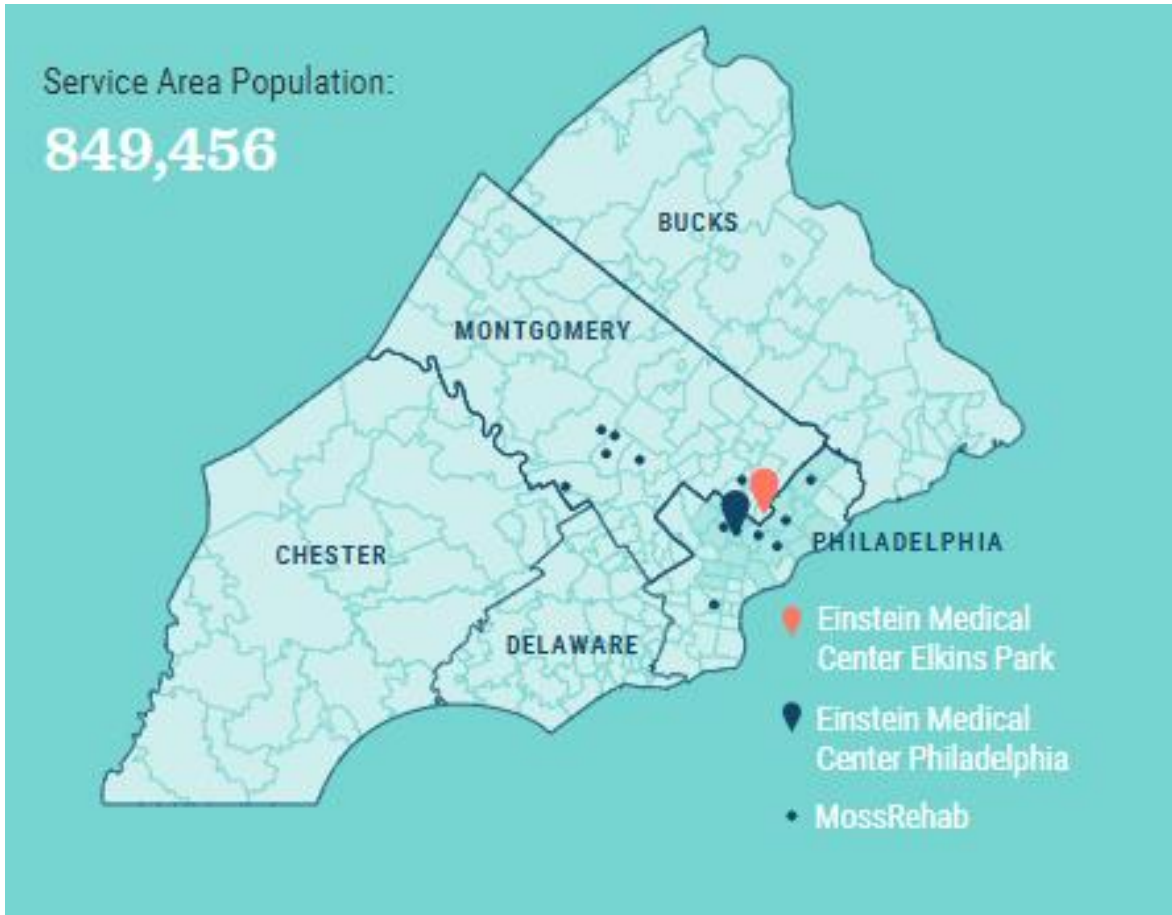 Service Area Population:
849,456
BUCKS
MONTGOMERY
CHESTER
PHILADELPHIA
DELAWARE
Einstein Medical
Center Elkins Park
Einstein Medical
Center Philadelphia
MossRehab